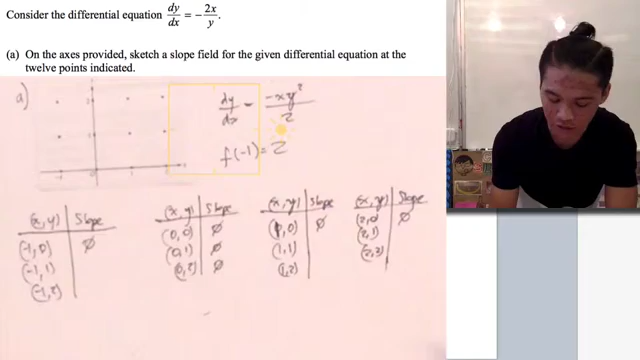 Consider the differential equation dy/dx = − 2x/y.
(a) On the axes provided, sketch a slope field for the given differential equation at the
twelve points indicated.
a)
dy/dx = −xy²/2
f(-1) = 2
(x,y) | Slope
(-1,0) | ∅
(-1,1)
(-1,2)
(x,y) | Slope
(0,0) | ∅
(0,1) | ∅
(0,2) | ∅
(x,y) | Slope
(1,0) | ∅
(1,1)
(1,2)
(x,y) | Slope
(2,0) | ∅
(2,1)
(2,2)